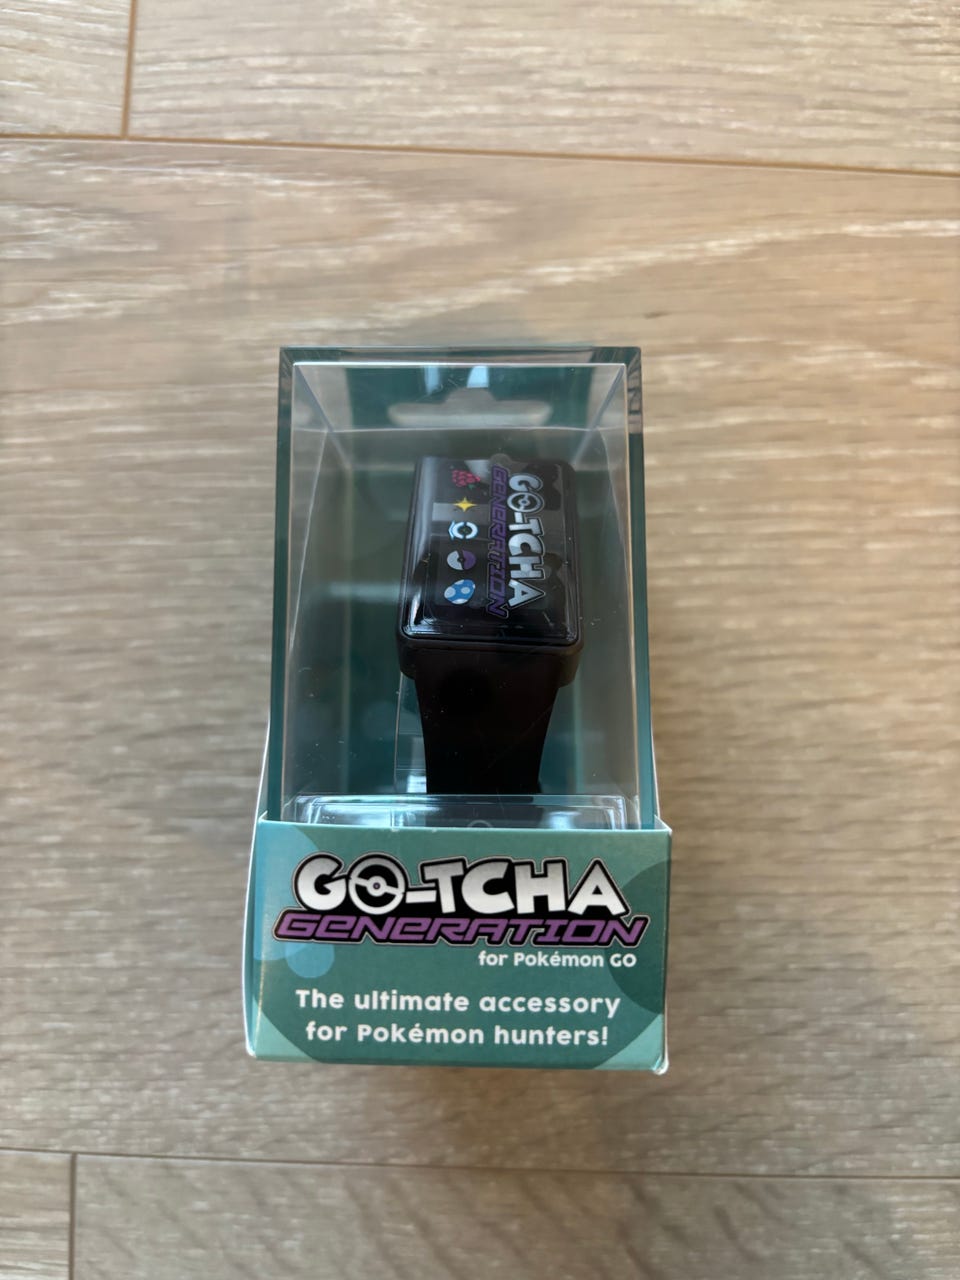 GO-TCHA
GENERATION
GO-TCHA
GENERATION
for Pokémon GO
The ultimate accessory
for Pokémon hunters!